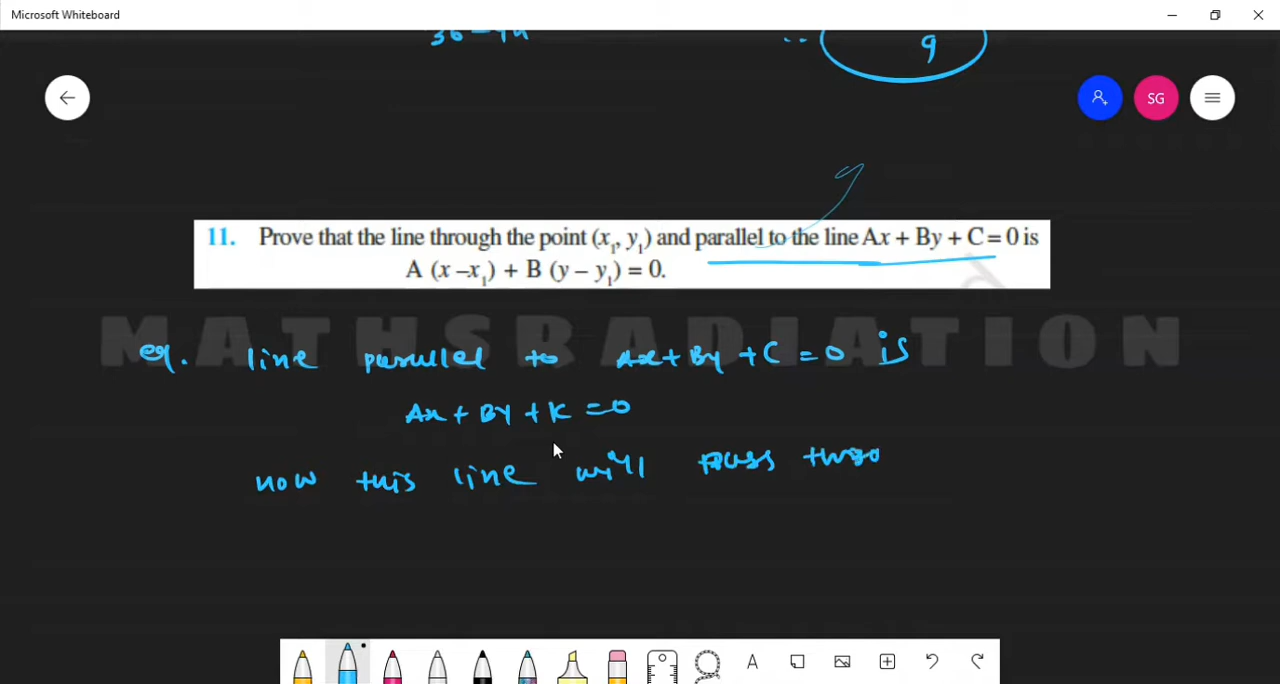 Microsoft Whiteboard
9
SG
11. Prove that the line through the point (x₁, y₁) and parallel to the line Ax + By + C = 0 is
A (x –x₁) + B (y – y₁) = 0.
MATHSRADIATION
eq. line parallel to Ax + By + C = 0 is
Ax + By + K = 0
now this line will pass thro
A